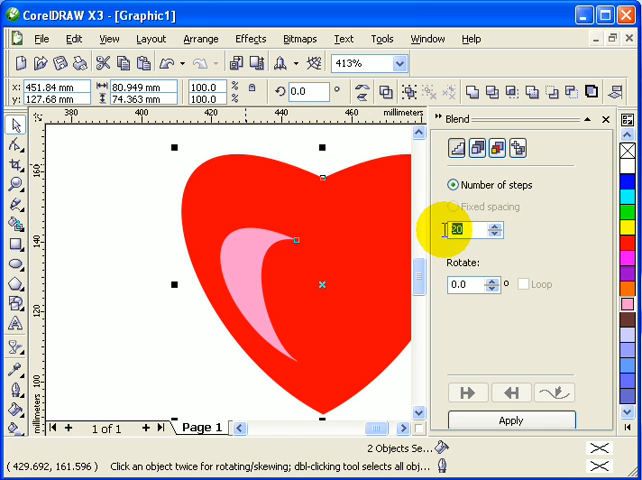 CorelDRAW X3 - [Graphic1]
File Edit View Layout Arrange Effects Bitmaps Text Tools Window Help
413%
x: 451.84 mm 80.949 mm 100.0 % 0.0 °
y: 127.68 mm 74.363 mm 100.0 %
380 400 420 440 460 millimeters
Blend
160
140
120
100
millimeters
Number of steps
Fixed spacing
20
Rotate:
0.0 ° Loop
Apply
1 of 1 Page 1
2 Objects Se...
(429.692, 161.596) Click an object twice for rotating/skewing; dbl-clicking tool selects all obj...